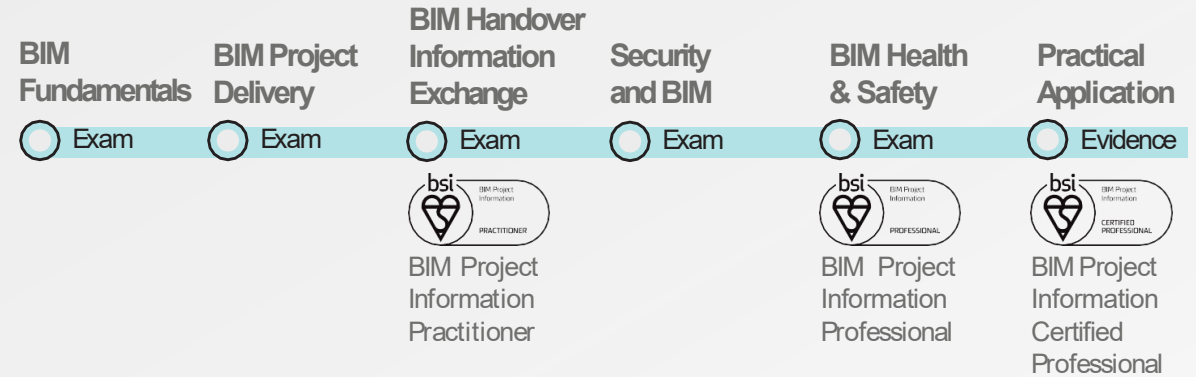 BIM
Fundamentals
Exam
BIM Project
Delivery
Exam
BIM Handover
Information
Exchange
Exam
bsi
BIM Project
Information
PRACTITIONER
BIM Project
Information
Practitioner
Security
and BIM
Exam
BIM Health
& Safety
Exam
bsi
BIM Project
Information
PROFESSIONAL
BIM Project
Information
Professional
Practical
Application
Evidence
bsi
BIM Project
Information
CERTIFIED
PROFESSIONAL
BIM Project
Information
Certified
Professional